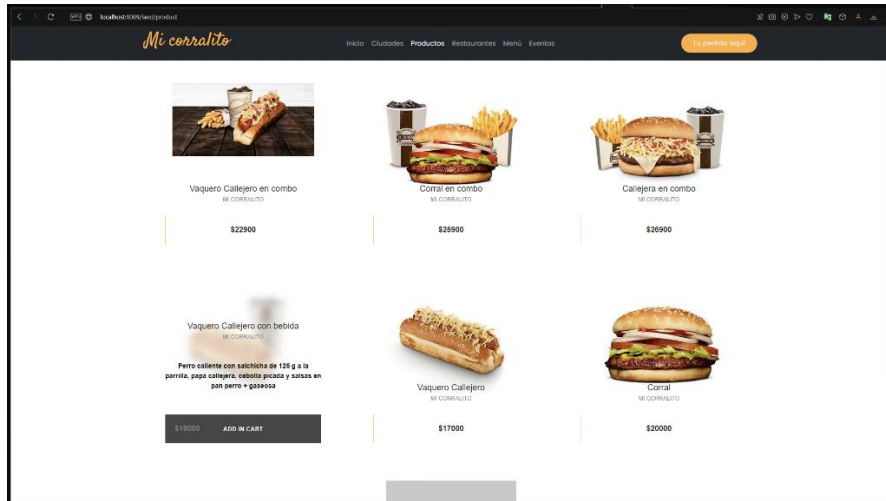 localhost:8089/land/product
Mi corralito
Inicio Ciudades Productos Restaurantes Menú Eventos
Tu pedido aquí
Vaquero Callejero en combo
MI CORRALITO
$22900
Corral en combo
MI CORRALITO
$25900
Callejera en combo
MI CORRALITO
$26900
Vaquero Callejero con bebida
MI CORRALITO
Perro caliente con salchicha de 125 g a la
parrilla, papa callejera, cebolla picada y salsas en
pan perro + gaseosa
$19000 ADD IN CART
Vaquero Callejero
MI CORRALITO
$17000
Corral
MI CORRALITO
$20000